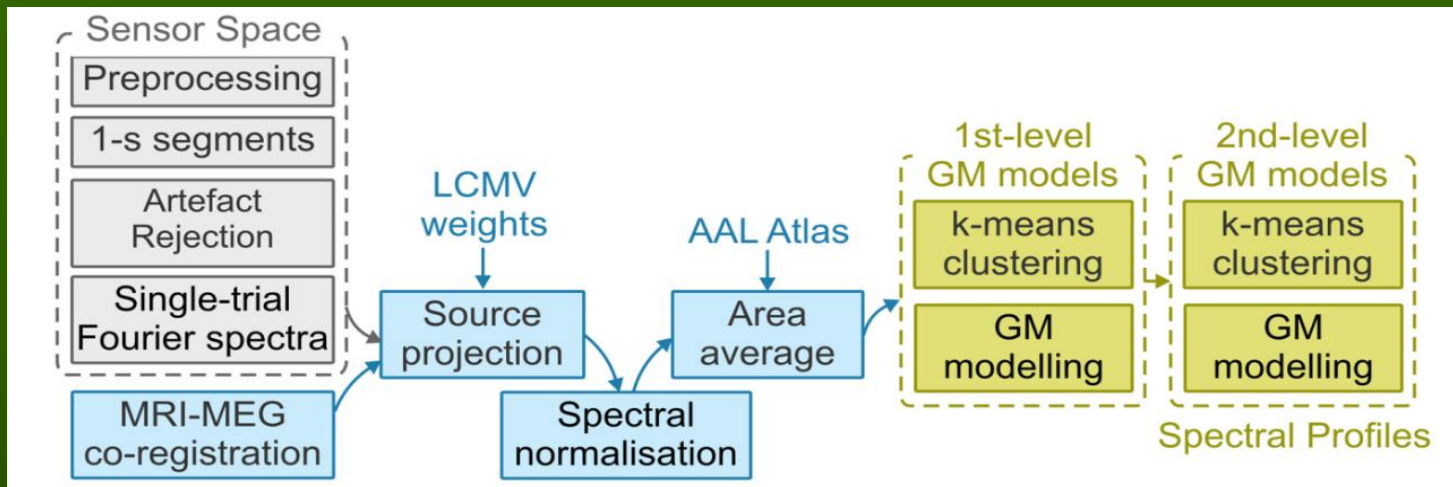 Sensor Space
Preprocessing
1-s segments
Artefact
Rejection
Single-trial
Fourier spectra
MRI-MEG
co-registration
LCMV
weights
Source
projection
Spectral
normalisation
AAL Atlas
Area
average
1st-level
GM models
k-means
clustering
GM
modelling
2nd-level
GM models
k-means
clustering
GM
modelling
Spectral Profiles